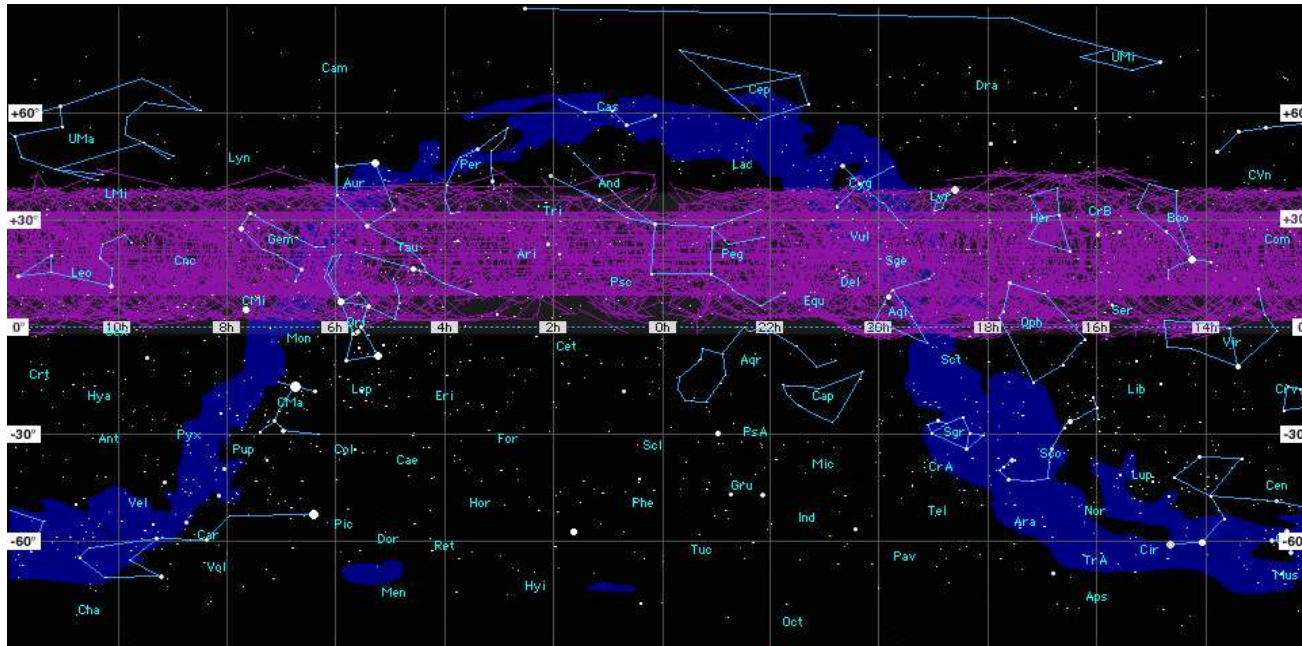 UMi
Cam
Dra
Cep
+60°
Cas
+60
UMa
Lyn
Per
Lac
Aur
And
Cyg
Lyr
CVn
LMi
Tri
Her
CrB
Boo
+30°
+30
Gem
Tau
Vul
Com
Leo
Cnc
Ari
Psc
Peg
Sge
Del
CMi
Equ
Aql
Ser
Oph
0°
10h
8h
6h
4h
2h
0h
22h
20h
18h
16h
14h
Mon
Ori
Cet
Vir
Crt
Aqr
Sct
Hya
CMa
Lep
Eri
Cap
Lib
Crv
-30°
Ant
Pyx
Pup
Col
For
Scl
PsA
Sgr
Sco
-30
Cae
Mic
CrA
Lup
Vel
Hor
Phe
Gru
Tel
Nor
Cen
Pic
Ind
Ara
-60°
Car
Dor
Ret
Tuc
Pav
Cir
-60
Vol
Men
Hyi
TrA
Mus
Cha
Oct
Aps